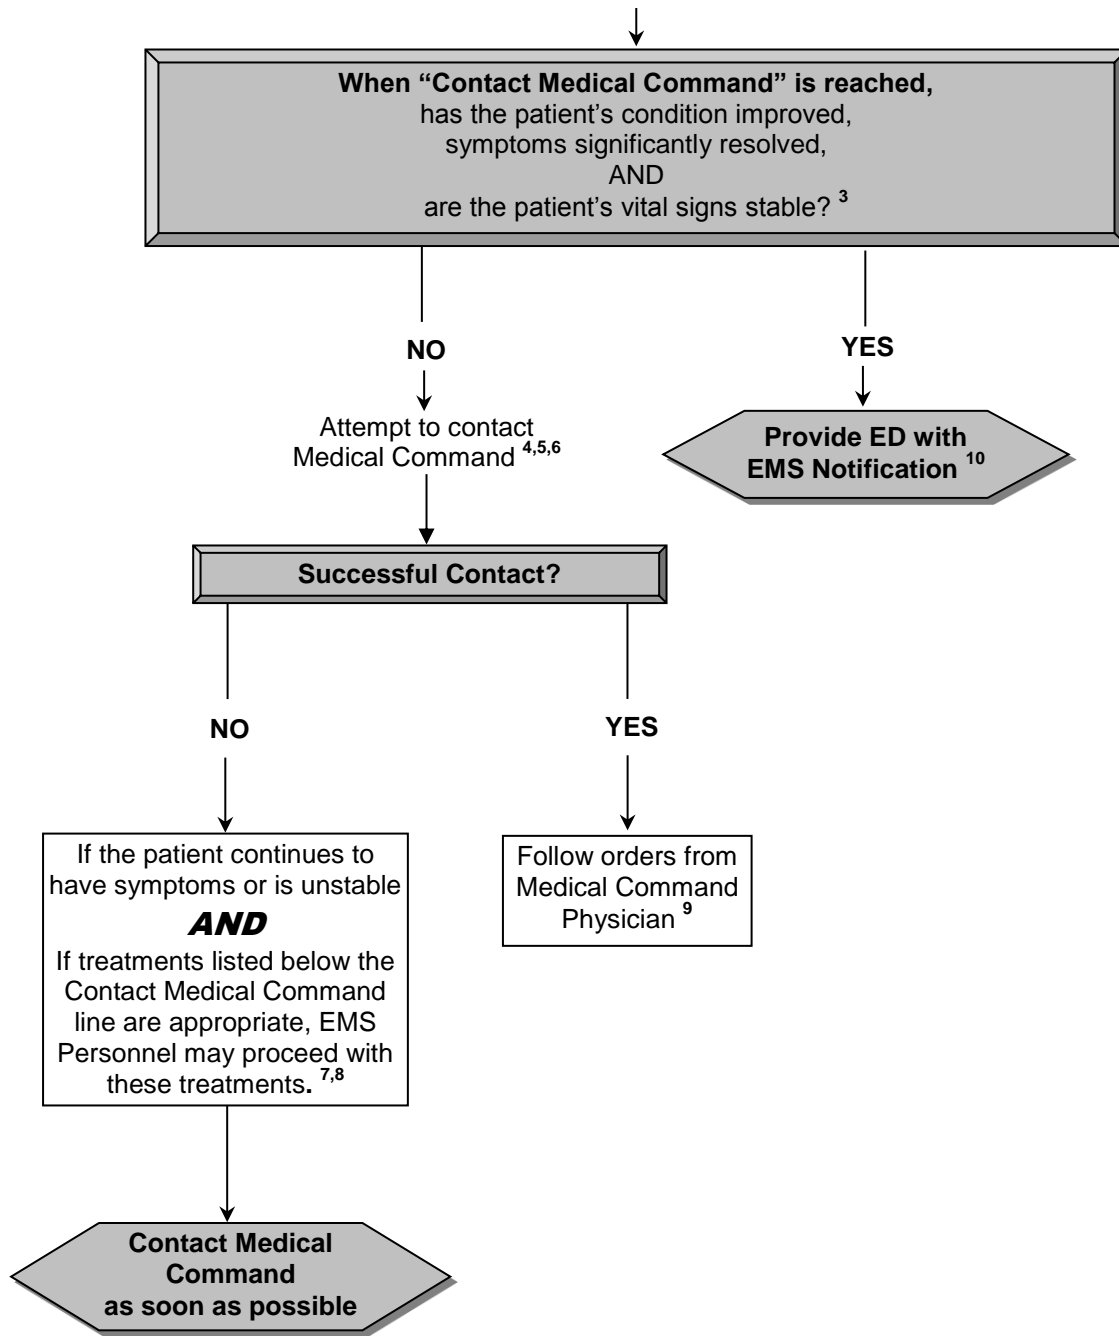 When “Contact Medical Command” is reached,
has the patient’s condition improved,
symptoms significantly resolved,
AND
are the patient’s vital signs stable? 3
NO
YES
Attempt to contact
Medical Command 4,5,6
Provide ED with
EMS Notification 10
Successful Contact?
NO
YES
If the patient continues to
have symptoms or is unstable
AND
If treatments listed below the
Contact Medical Command
line are appropriate, EMS
Personnel may proceed with
these treatments. 7,8
Follow orders from
Medical Command
Physician 9
Contact Medical
Command
as soon as possible